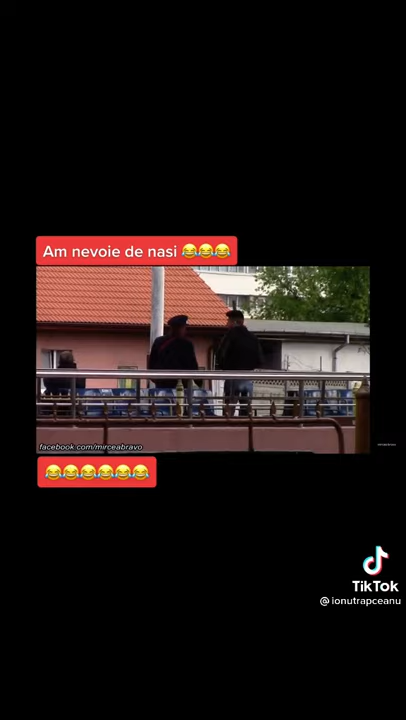 Am nevoie de nasi 😂😂😂
facebook.com/mirceabravo
😂😂😂😂😂😂
TikTok
@ionutrapceanu